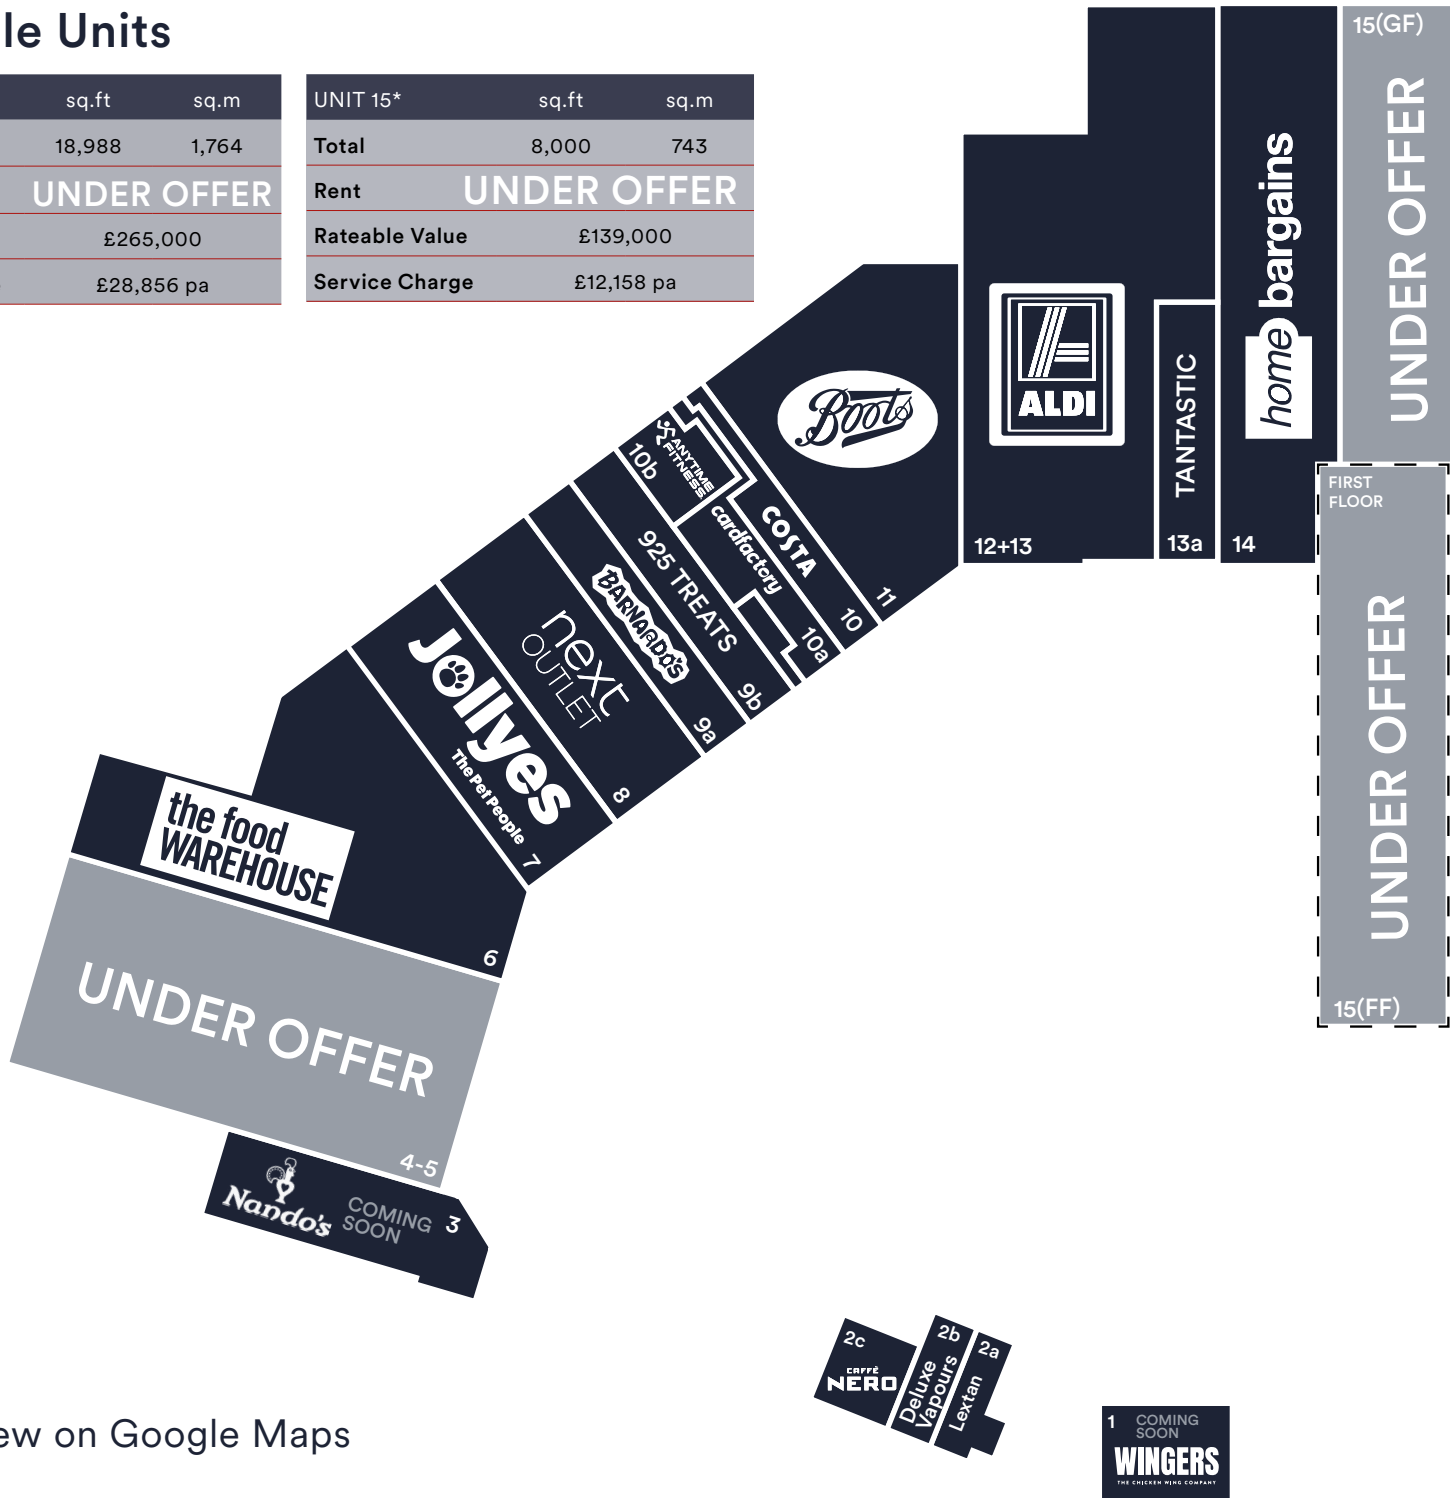 le Units
sq.ft sq.m
18,988 1,764
UNDER OFFER
£265,000
£28,856 pa
UNIT 15* sq.ft sq.m
Total 8,000 743
Rent UNDER OFFER
Rateable Value £139,000
Service Charge £12,158 pa
15(GF)
UNDER OFFER
home bargains
14
ALDI
12+13
TANTASTIC
13a
FIRST
FLOOR
UNDER OFFER
15(FF)
Boots
11
COSTA
10
cardfactory
10a
10b
ANYTIME
FITNESS
925 TREATS
9b
BARNARDO'S
9a
next
OUTLET
8
Jollyes
The Pet People
7
the food
WAREHOUSE
6
UNDER OFFER
4-5
Nando's
COMING
SOON
3
2c
CAFFÈ
NERO
2b
Deluxe
Vapours
2a
Lextan
1
COMING
SOON
WINGERS
THE CHICKEN WING COMPANY
ew on Google Maps